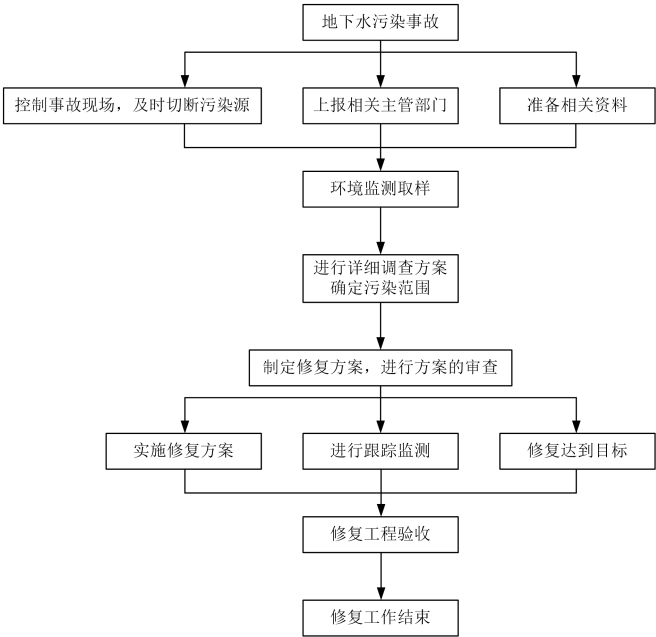 地下水污染事故
控制事故现场，及时切断污染源
上报相关主管部门
准备相关资料
环境监测取样
进行详细调查方案
确定污染范围
制定修复方案，进行方案的审查
实施修复方案
进行跟踪监测
修复达到目标
修复工程验收
修复工作结束